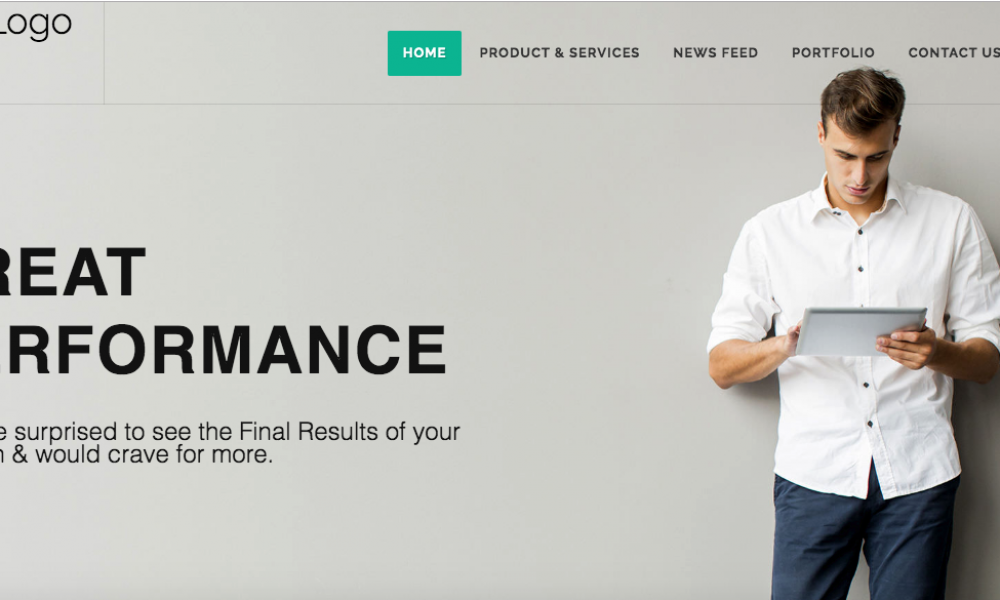 Logo
HOME PRODUCT & SERVICES NEWS FEED PORTFOLIO CONTACT US
REAT
ERFORMANCE
e surprised to see the Final Results of your
n & would crave for more.